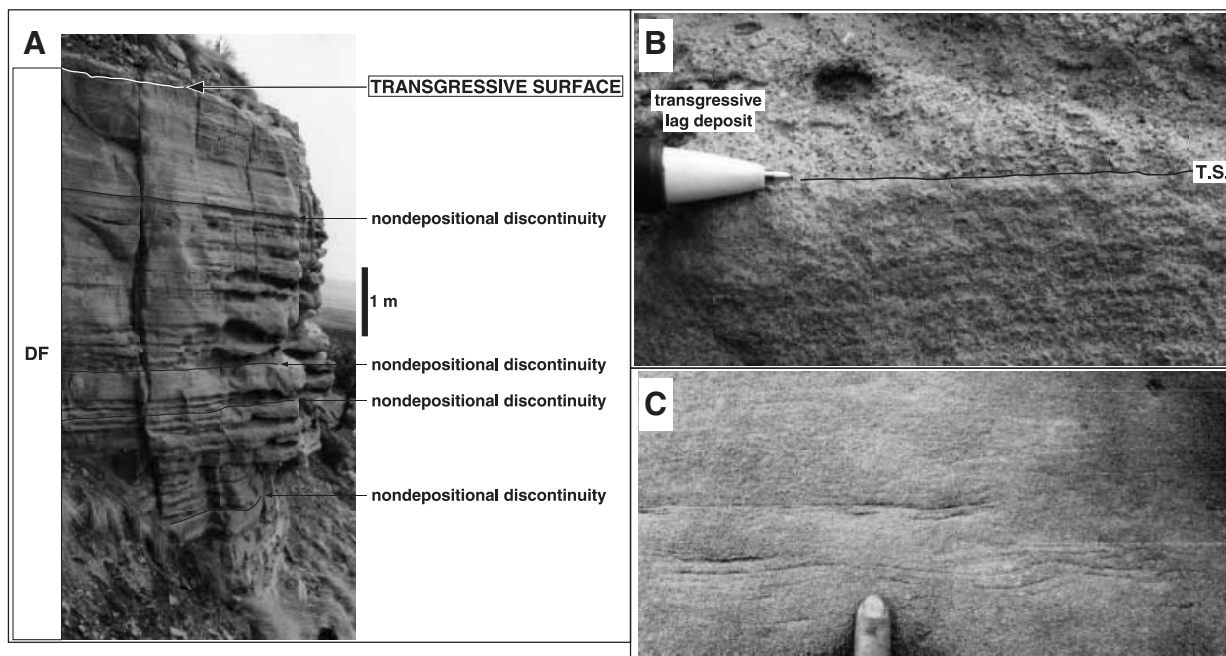 A
TRANSGRESSIVE SURFACE
nondepositional discontinuity
1 m
DF
nondepositional discontinuity
nondepositional discontinuity
nondepositional discontinuity
B
transgressive
lag deposit
T.S.
C